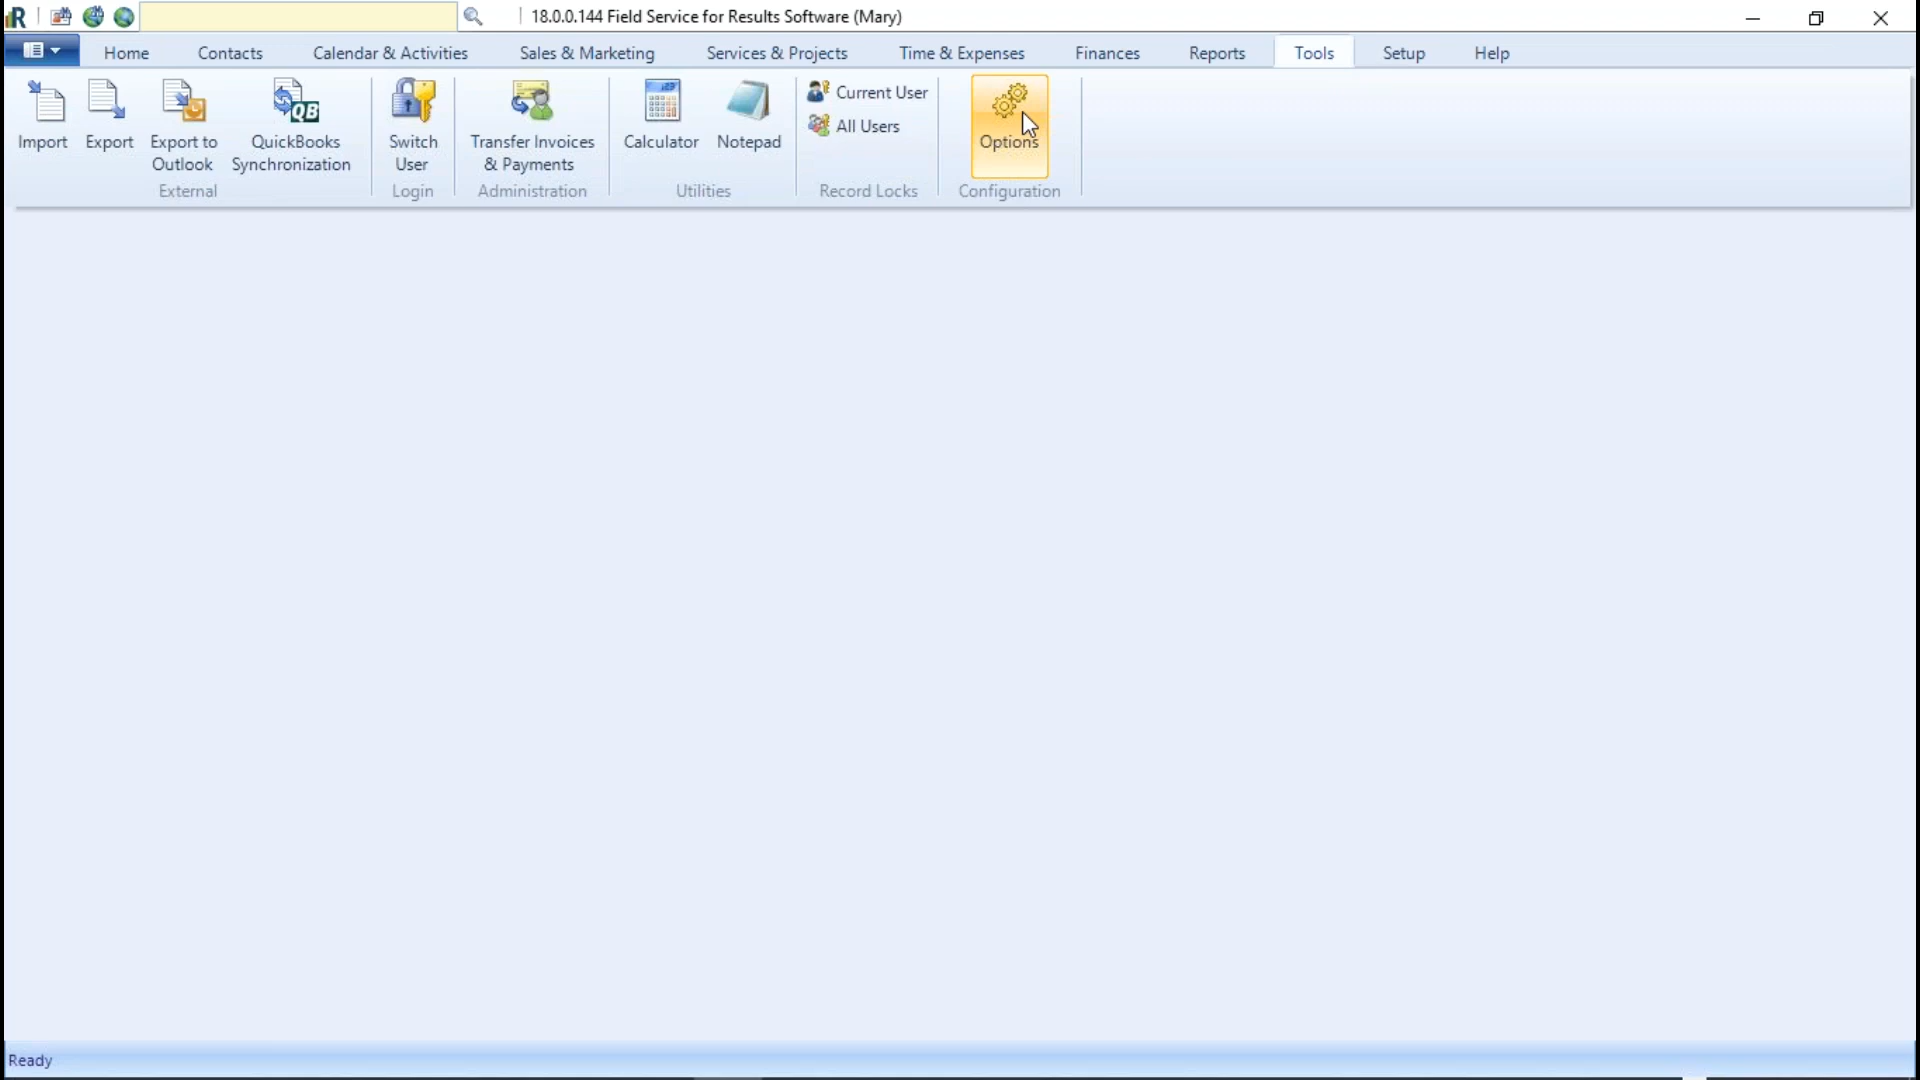 R
18.0.0.144 Field Service for Results Software (Mary)
Home Contacts Calendar & Activities Sales & Marketing Services & Projects Time & Expenses Finances Reports Tools Setup Help
Import
Export
Export to
Outlook
QuickBooks
Synchronization
External
Switch
User
Login
Transfer Invoices
& Payments
Administration
Calculator
Notepad
Utilities
Current User
All Users
Record Locks
Options
Configuration
QB
Ready